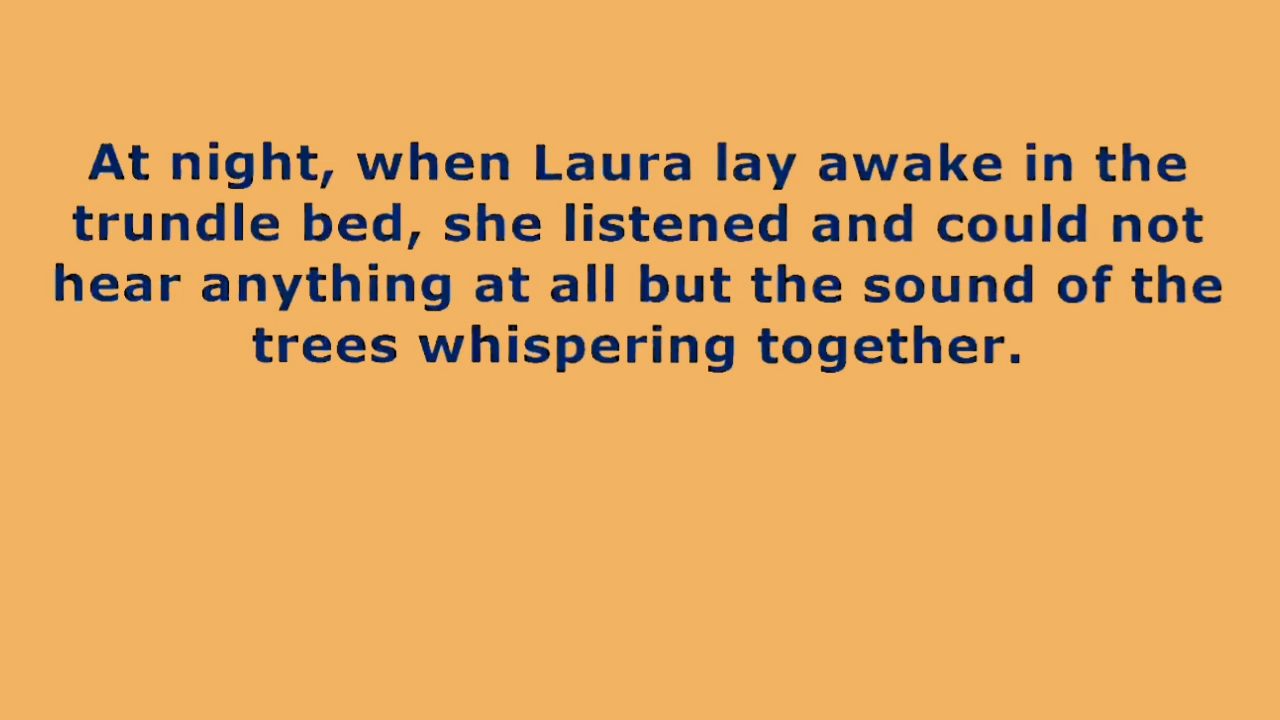 At night, when Laura lay awake in the
trundle bed, she listened and could not
hear anything at all but the sound of the
trees whispering together.